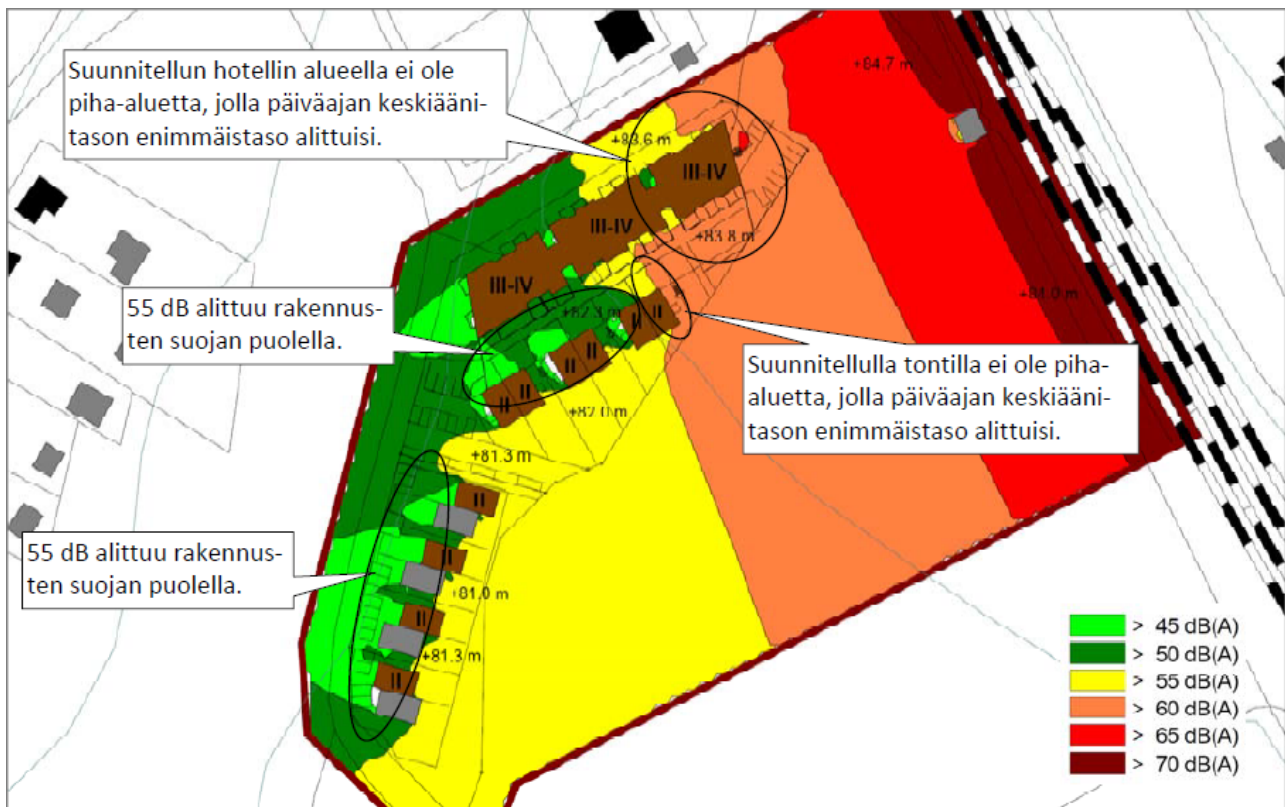 Suunnitellun hotellin alueella ei ole
piha-aluetta, jolla päiväajan keskiääni-
tason enimmäistaso alittuisi.
+84.7 m
+83.6 m
III-IV
III-IV
+83.8 m
III-IV
55 dB alittuu rakennus-
ten suojan puolella.
+82.3 m
II
II
II
II
II
II
+84.0 m
Suunnitellulla tontilla ei ole piha-
aluetta, jolla päiväajan keskiääni-
tason enimmäistaso alittuisi.
+82.0 m
+81.3 m
II
55 dB alittuu rakennus-
ten suojan puolella.
II
+81.0 m
II
+81.3 m
II
> 45 dB(A)
> 50 dB(A)
> 55 dB(A)
> 60 dB(A)
> 65 dB(A)
> 70 dB(A)